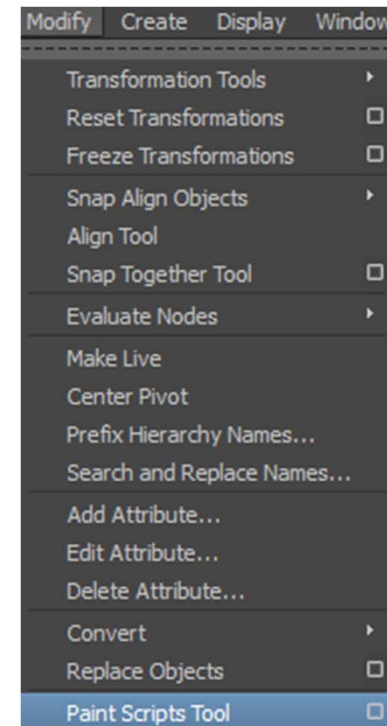 Modify Create Display Window
Transformation Tools
Reset Transformations
Freeze Transformations
Snap Align Objects
Align Tool
Snap Together Tool
Evaluate Nodes
Make Live
Center Pivot
Prefix Hierarchy Names...
Search and Replace Names...
Add Attribute...
Edit Attribute...
Delete Attribute...
Convert
Replace Objects
Paint Scripts Tool